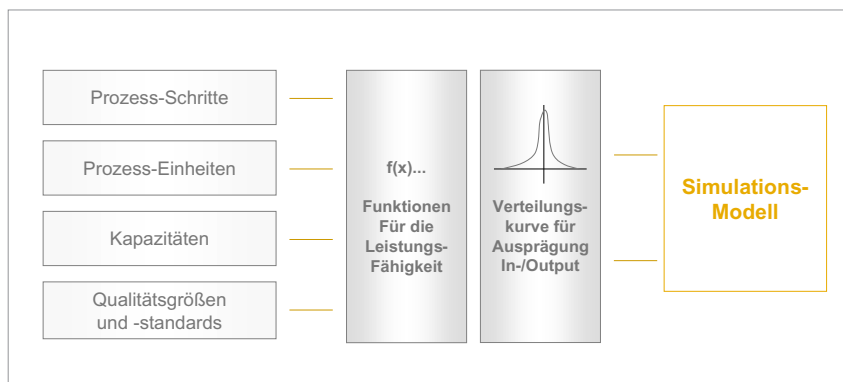 Prozess-Schritte
Prozess-Einheiten
Kapazitäten
Qualitätsgrößen
und -standards
f(x)...
Funktionen
Für die
Leistungs-
Fähigkeit
Verteilungs-
kurve für
Ausprägung
In-/Output
Simulations-
Modell